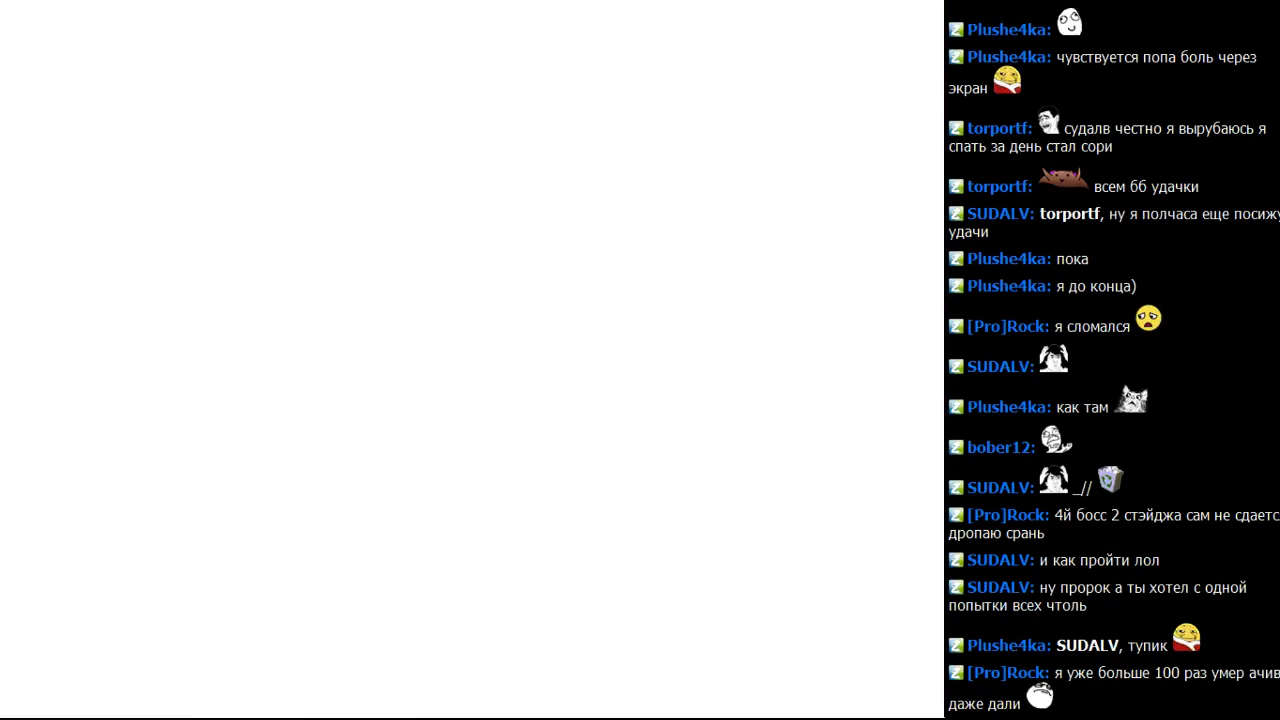 Plushe4ka:
Plushe4ka: чувствуется попа боль через
экран
torportf: судалв честно я вырубаюсь я
спать за день стал сори
torportf: всем бб удачки
SUDALV: torportf, ну я полчаса еще посижу
удачи
Plushe4ka: пока
Plushe4ka: я до конца)
[Pro]Rock: я сломался
SUDALV:
Plushe4ka: как там
bober12:
SUDALV: _//
[Pro]Rock: 4й босс 2 стэйджа сам не сдаетс
дропаю срань
SUDALV: и как пройти лол
SUDALV: ну пророк а ты хотел с одной
попытки всех чтоль
Plushe4ka: SUDALV, тупик
[Pro]Rock: я уже больше 100 раз умер ачив
даже дали